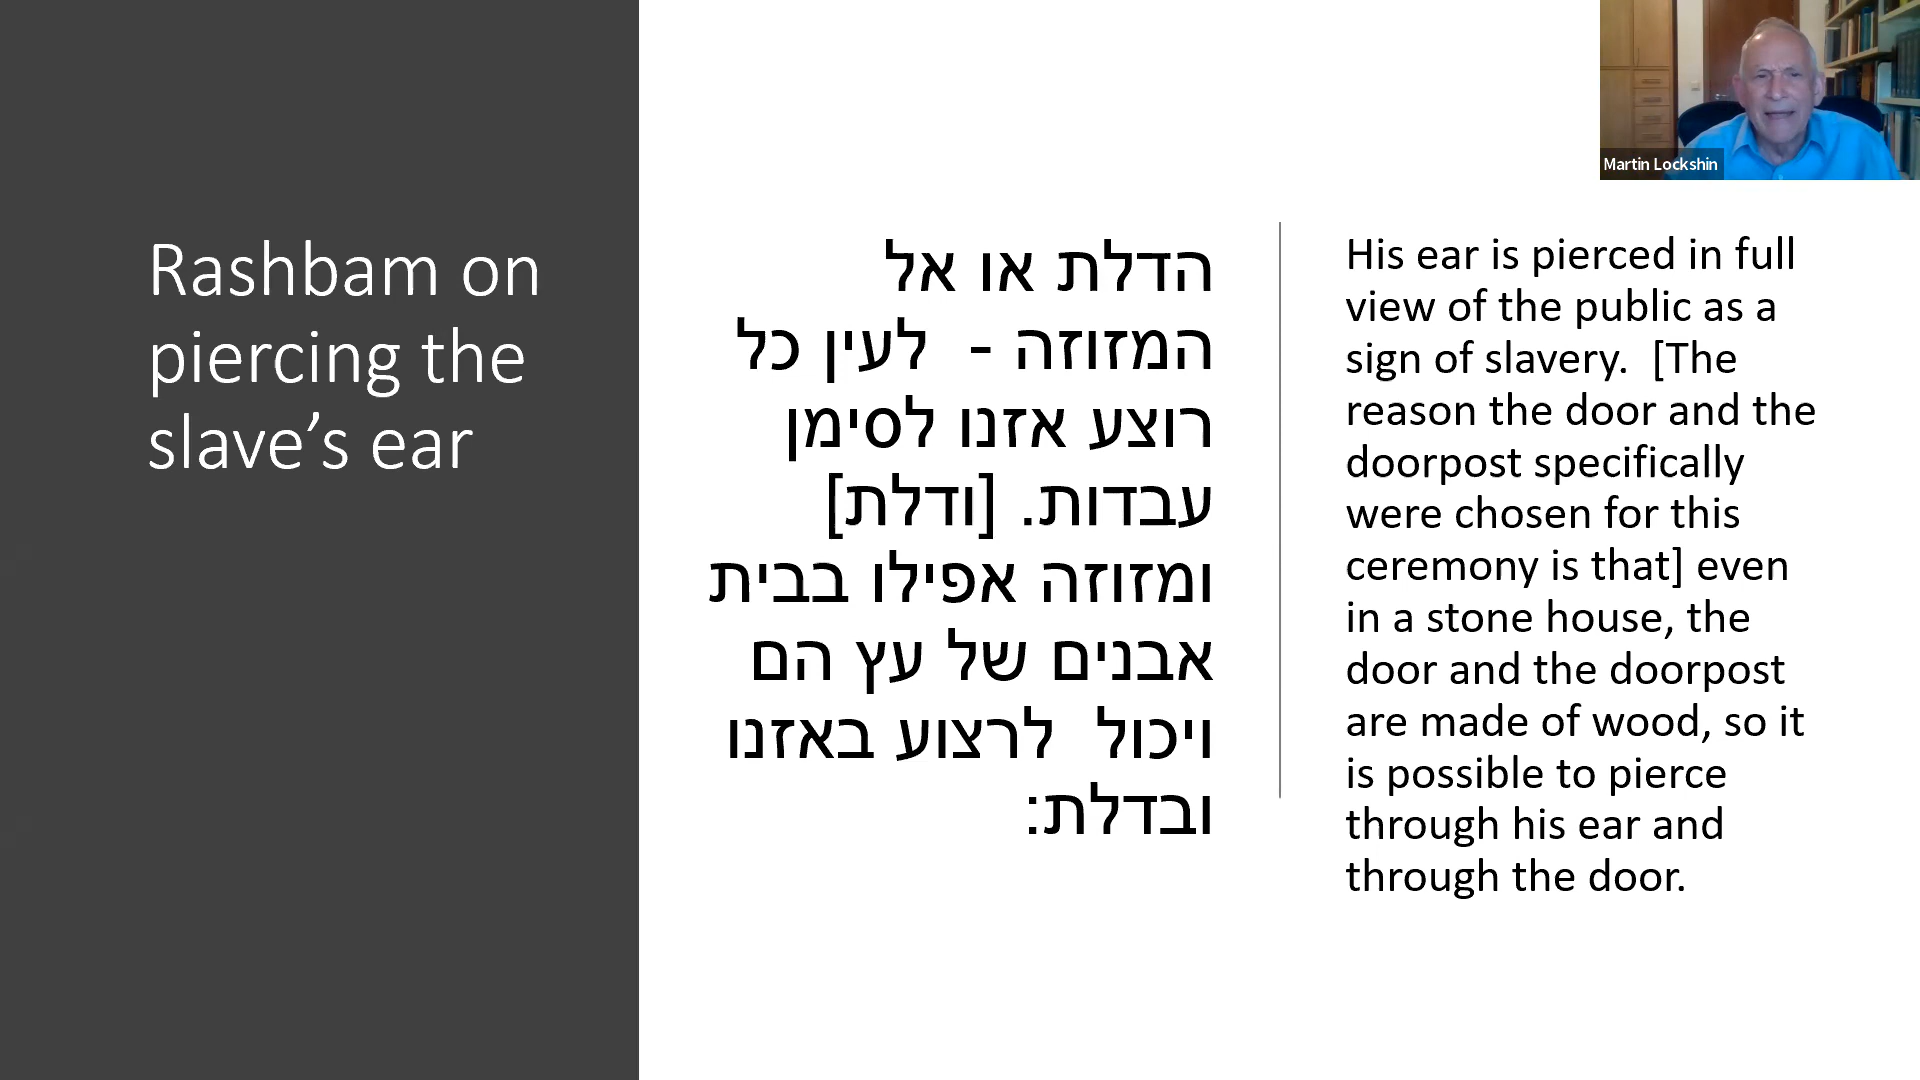 Rashbam on
piercing the
slave’s ear
הדלת או אל
המזוזה - לעין כל
רוצע אזנו לסימן
עבדות. [ודלת]
ומזוזה אפילו בבית
אבנים של עץ הם
ויכול לרצוע באזנו
ובדלת:
His ear is pierced in full
view of the public as a
sign of slavery. [The
reason the door and the
doorpost specifically
were chosen for this
ceremony is that] even
in a stone house, the
door and the doorpost
are made of wood, so it
is possible to pierce
through his ear and
through the door.
Martin Lockshin